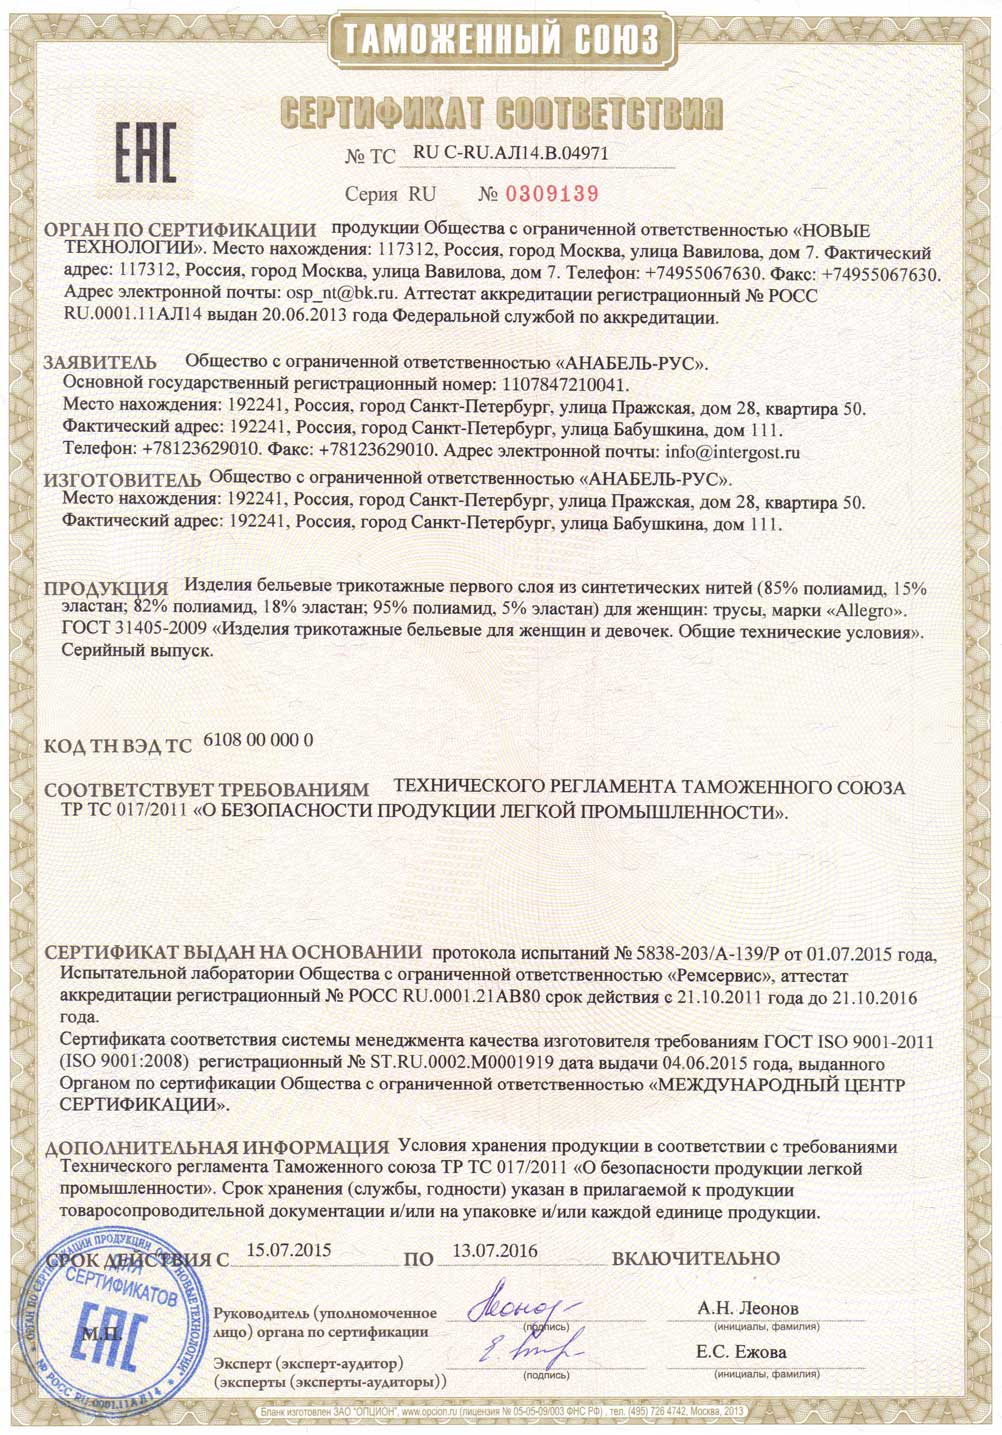 ТАМОЖЕННЫЙ СОЮЗ
СЕРТИФИКАТ СООТВЕТСТВИЯ
ЕАС
№ ТС RU С-RU.АЛ14.В.04971
Серия RU № 0309139
ОРГАН ПО СЕРТИФИКАЦИИ продукции Общества с ограниченной ответственностью «НОВЫЕ
ТЕХНОЛОГИИ». Место нахождения: 117312, Россия, город Москва, улица Вавилова, дом 7. Фактический
адрес: 117312, Россия, город Москва, улица Вавилова, дом 7. Телефон: +74955067630. Факс: +74955067630.
Адрес электронной почты: osp_nt@bk.ru. Аттестат аккредитации регистрационный № РОСС
RU.0001.11АЛ14 выдан 20.06.2013 года Федеральной службой по аккредитации.
ЗАЯВИТЕЛЬ Общество с ограниченной ответственностью «АНАБЕЛЬ-РУС».
Основной государственный регистрационный номер: 1107847210041.
Место нахождения: 192241, Россия, город Санкт-Петербург, улица Пражская, дом 28, квартира 50.
Фактический адрес: 192241, Россия, город Санкт-Петербург, улица Бабушкина, дом 111.
Телефон: +78123629010. Факс: +78123629010. Адрес электронной почты: info@intergost.ru
ИЗГОТОВИТЕЛЬ Общество с ограниченной ответственностью «АНАБЕЛЬ-РУС».
Место нахождения: 192241, Россия, город Санкт-Петербург, улица Пражская, дом 28, квартира 50.
Фактический адрес: 192241, Россия, город Санкт-Петербург, улица Бабушкина, дом 111.
ПРОДУКЦИЯ Изделия бельевые трикотажные первого слоя из синтетических нитей (85% полиамид, 15%
эластан; 82% полиамид, 18% эластан; 95% полиамид, 5% эластан) для женщин: трусы, марки «Allegro».
ГОСТ 31405-2009 «Изделия трикотажные бельевые для женщин и девочек. Общие технические условия».
Серийный выпуск.
КОД ТН ВЭД ТС 6108 00 000 0
СООТВЕТСТВУЕТ ТРЕБОВАНИЯМ ТЕХНИЧЕСКОГО РЕГЛАМЕНТА ТАМОЖЕННОГО СОЮЗА
ТР ТС 017/2011 «О БЕЗОПАСНОСТИ ПРОДУКЦИИ ЛЕГКОЙ ПРОМЫШЛЕННОСТИ».
СЕРТИФИКАТ ВЫДАН НА ОСНОВАНИИ протокола испытаний № 5838-203/А-139/Р от 01.07.2015 года,
Испытательной лаборатории Общества с ограниченной ответственностью «Ремсервис», аттестат
аккредитации регистрационный № РОСС RU.0001.21АВ80 срок действия с 21.10.2011 года до 21.10.2016
года.
Сертификата соответствия системы менеджмента качества изготовителя требованиям ГОСТ ISO 9001-2011
(ISO 9001:2008) регистрационный № ST.RU.0002.M0001919 дата выдачи 04.06.2015 года, выданного
Органом по сертификации Общества с ограниченной ответственностью «МЕЖДУНАРОДНЫЙ ЦЕНТР
СЕРТИФИКАЦИИ».
ДОПОЛНИТЕЛЬНАЯ ИНФОРМАЦИЯ Условия хранения продукции в соответствии с требованиями
Технического регламента Таможенного союза ТР ТС 017/2011 «О безопасности продукции легкой
промышленности». Срок хранения (службы, годности) указан в прилагаемой к продукции
товаросопроводительной документации и/или на упаковке и/или каждой единице продукции.
СРОК ДЕЙСТВИЯ С 15.07.2015 ПО 13.07.2016 ВКЛЮЧИТЕЛЬНО
ОРГАН ПО СЕРТИФИКАЦИИ ПРОДУКЦИИ ООО "НОВЫЕ ТЕХНОЛОГИИ"
* № РОСС RU.0001.11АЛ14 *
ДЛЯ
СЕРТИФИКАТОВ
ЕАС
М.П.
Руководитель (уполномоченное
лицо) органа по сертификации
(подпись)
А.Н. Леонов
(инициалы, фамилия)
Эксперт (эксперт-аудитор)
(эксперты (эксперты-аудиторы))
(подпись)
Е.С. Ежова
(инициалы, фамилия)
Бланк изготовлен ЗАО "ОПЦИОН", www.opcion.ru (лицензия № 05-05-09/003 ФНС РФ), тел. (495) 726 4742, Москва, 2013